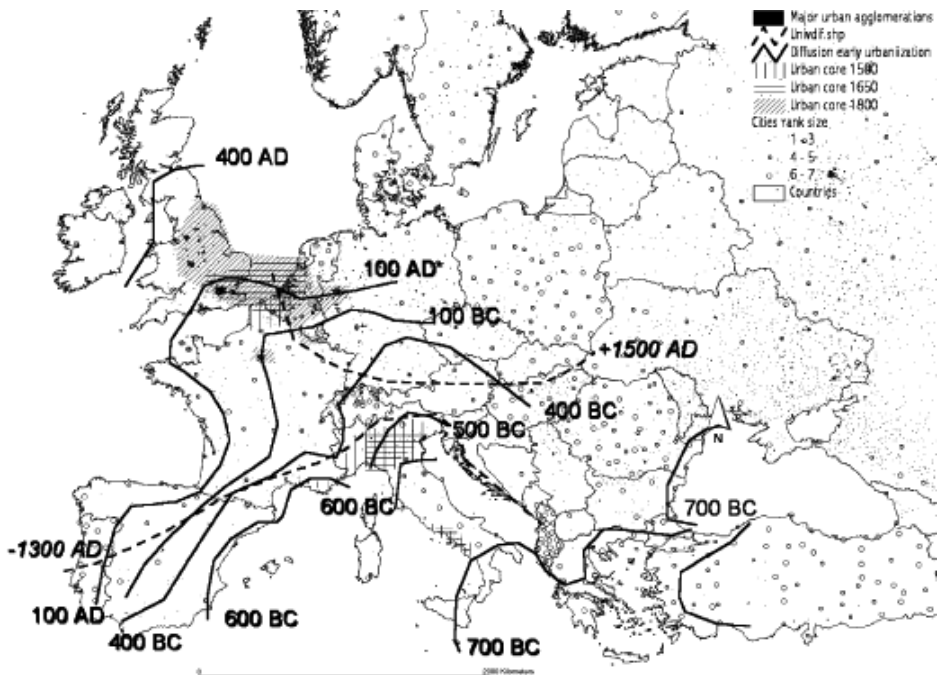 Major urban agglomerations
Univdif.shp
Diffusion early urbanization
Urban core 1500
Urban core 1650
Urban core 1800
Cities rank size
1 - 3
4 - 5
6 - 7
Countries
400 AD
100 AD*
100 BC
+1500 AD
400 BC
500 BC
N
600 BC
700 BC
-1300 AD
100 AD
400 BC
600 BC
700 BC
0
2000 Kilometers